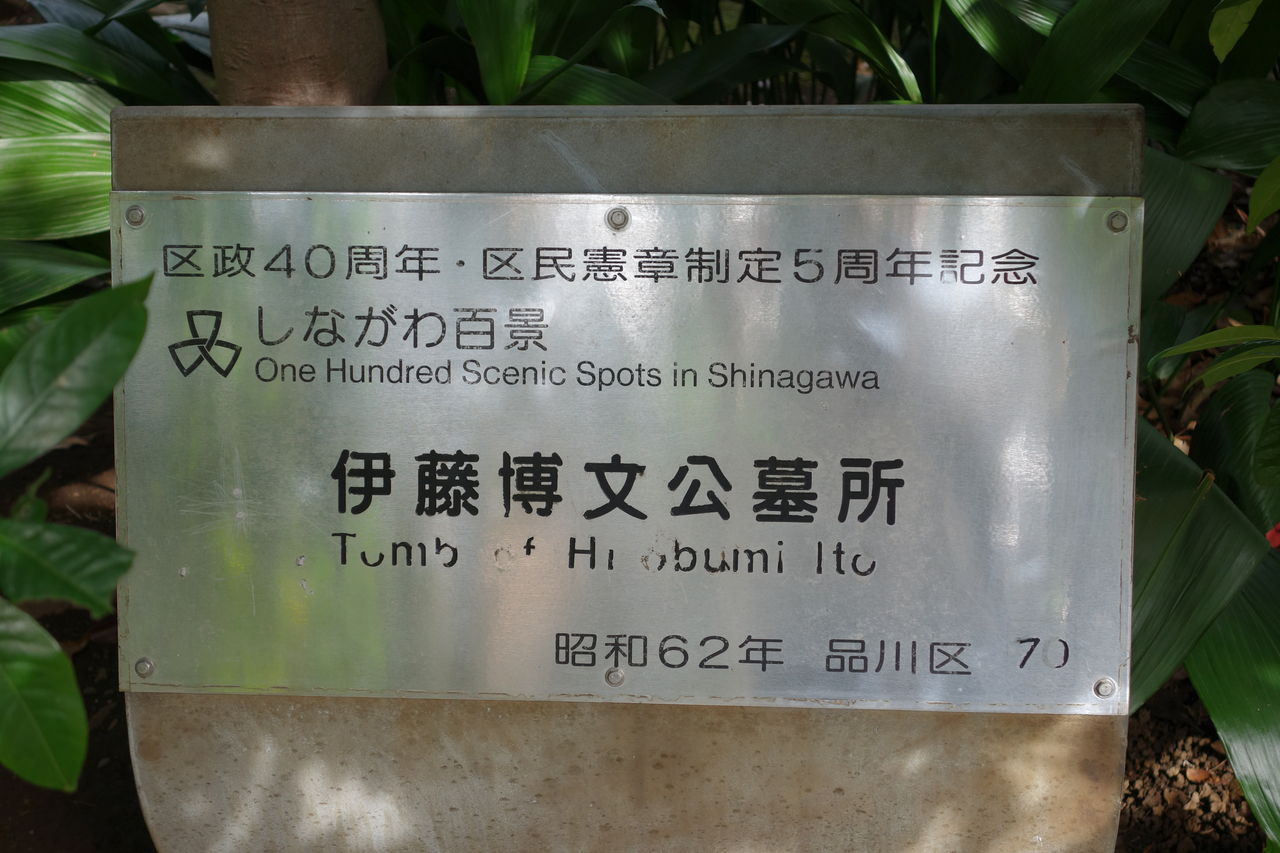 区政40周年・区民憲章制定5周年記念
しながわ百景
One Hundred Scenic Spots in Shinagawa
伊藤博文公墓所
Tomb of Hirobumi Ito
昭和62年 品川区 70